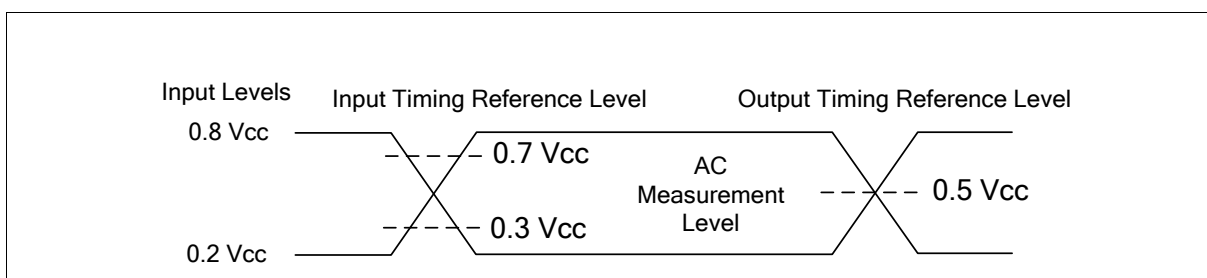 Input Levels
Input Timing Reference Level
Output Timing Reference Level
0.8 Vcc
0.7 Vcc
AC
Measurement
Level
0.5 Vcc
0.3 Vcc
0.2 Vcc